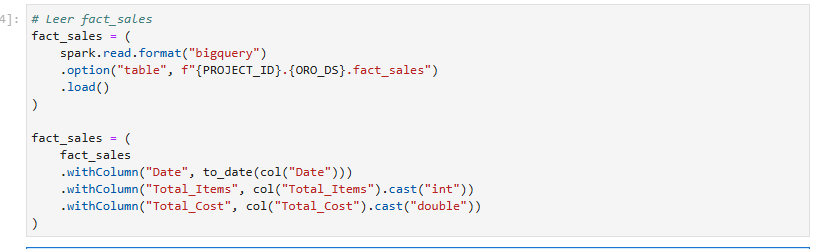 4]: # Leer fact_sales
fact_sales = (
    spark.read.format("bigquery")
    .option("table", f"{PROJECT_ID}.{ORO_DS}.fact_sales")
    .load()
)

fact_sales = (
    fact_sales
    .withColumn("Date", to_date(col("Date")))
    .withColumn("Total_Items", col("Total_Items").cast("int"))
    .withColumn("Total_Cost", col("Total_Cost").cast("double"))
)